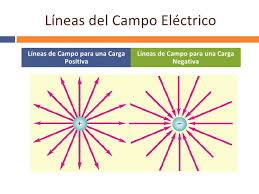 Líneas del Campo Eléctrico
Líneas de Campo para una Carga
Positiva
Líneas de Campo para una Carga
Negativa
+
−